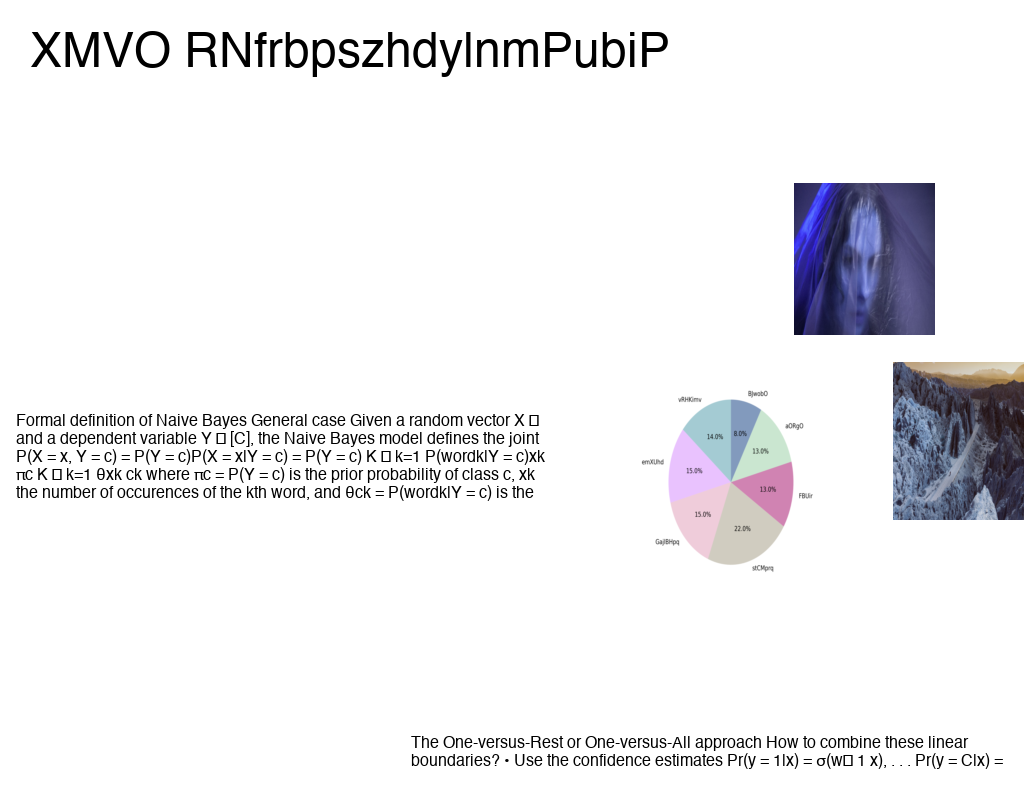 XMVO RNfrbpszhdylnmPubiP
Formal definition of Naive Bayes General case Given a random vector X □
and a dependent variable Y □ [C], the Naive Bayes model defines the joint
P(X = x, Y = c) = P(Y = c)P(X = x|Y = c) = P(Y = c) K □ k=1 P(wordk|Y = c)xk
πc K □ k=1 θxk ck where πc = P(Y = c) is the prior probability of class c, xk
the number of occurences of the kth word, and θck = P(wordk|Y = c) is the
BJwobO
vRHKimv
8.0%
14.0%
aORgO
13.0%
emXUhd
15.0%
13.0%
FBUir
15.0%
22.0%
GajIBHpq
stCMprq
The One-versus-Rest or One-versus-All approach How to combine these linear
boundaries? • Use the confidence estimates Pr(y = 1|x) = σ(w□ 1 x), . . . Pr(y = C|x) =